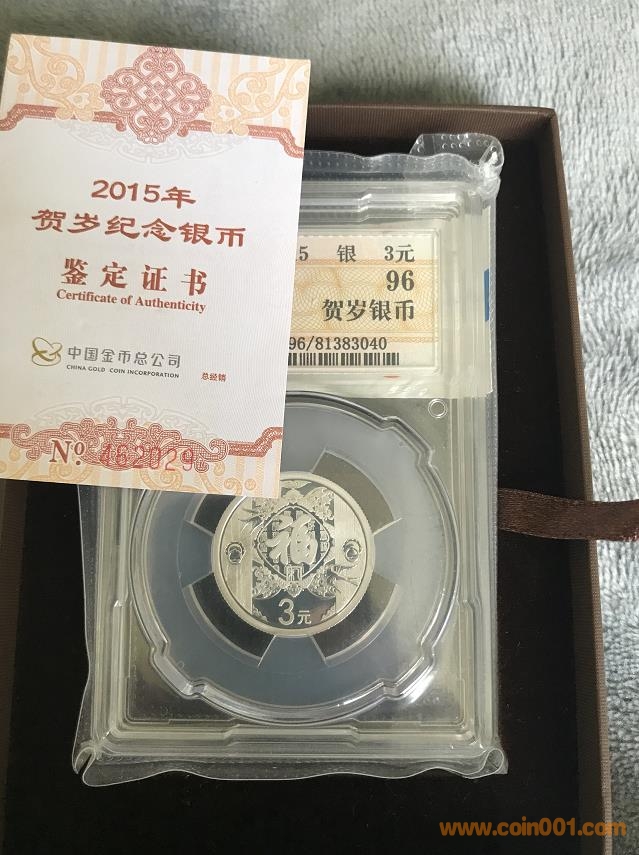 2015年
贺岁纪念银币
鉴定证书
Certificate of Authenticity
中国金币总公司
CHINA GOLD COIN INCORPORATION
总经销
No. 462029
5 银 3元
96
贺岁银币
96/81383040
福
3元
www.coin001.com